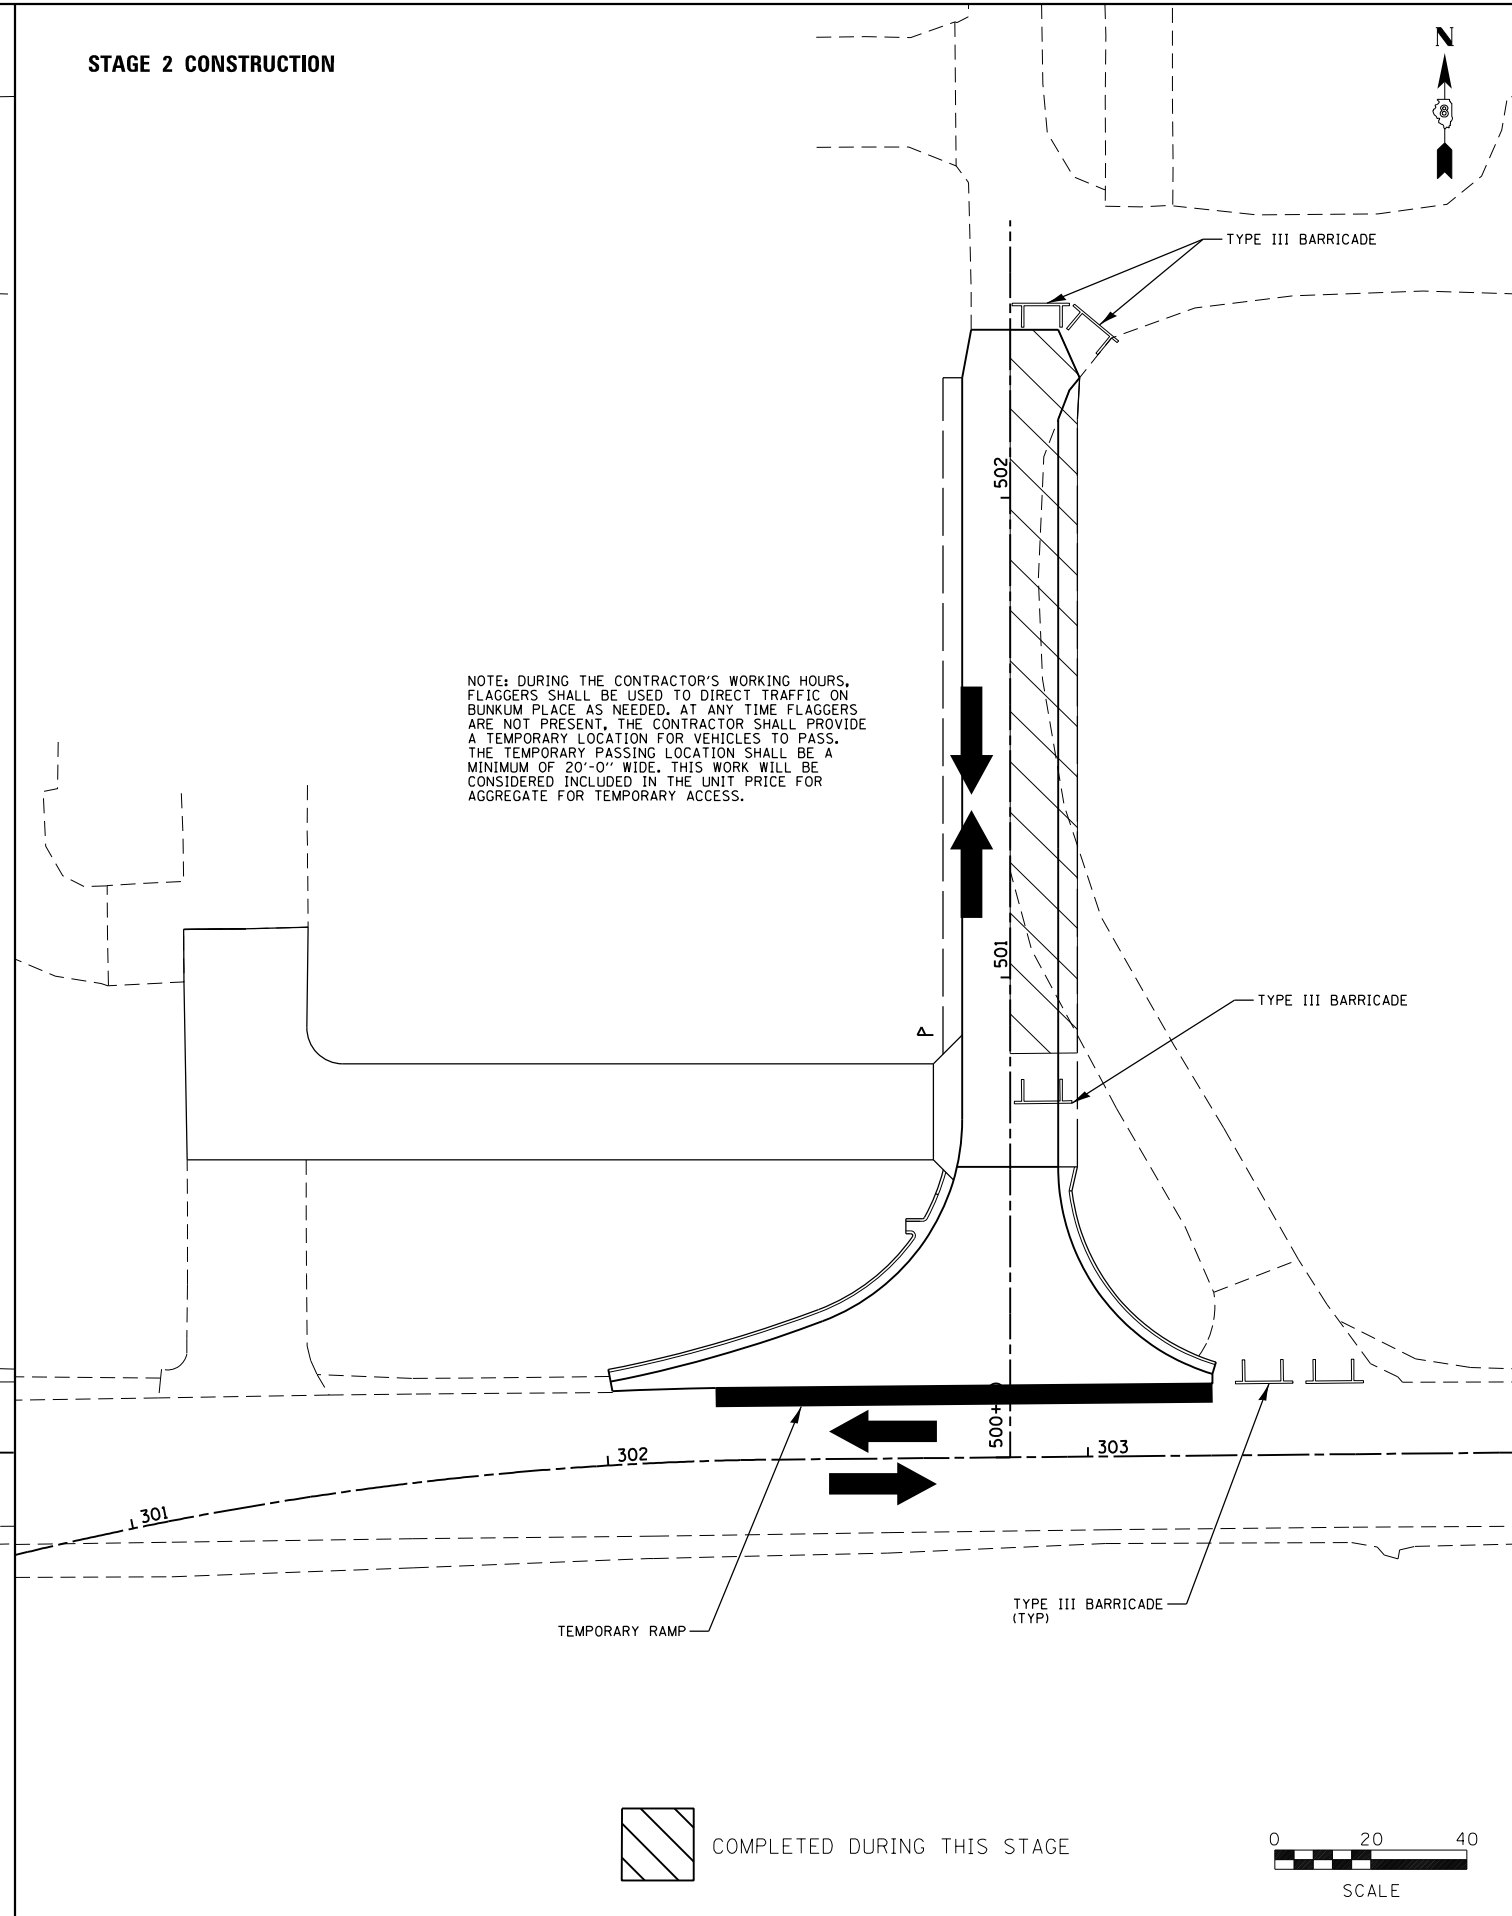 STAGE 2 CONSTRUCTION
N
8
TYPE III BARRICADE
502
NOTE: DURING THE CONTRACTOR'S WORKING HOURS,
FLAGGERS SHALL BE USED TO DIRECT TRAFFIC ON
BUNKUM PLACE AS NEEDED. AT ANY TIME FLAGGERS
ARE NOT PRESENT, THE CONTRACTOR SHALL PROVIDE
A TEMPORARY LOCATION FOR VEHICLES TO PASS.
THE TEMPORARY PASSING LOCATION SHALL BE A
MINIMUM OF 20'-0" WIDE. THIS WORK WILL BE
CONSIDERED INCLUDED IN THE UNIT PRICE FOR
AGGREGATE FOR TEMPORARY ACCESS.
501
TYPE III BARRICADE
302
303
301
TYPE III BARRICADE
(TYP)
TEMPORARY RAMP
COMPLETED DURING THIS STAGE
0 20 40
SCALE